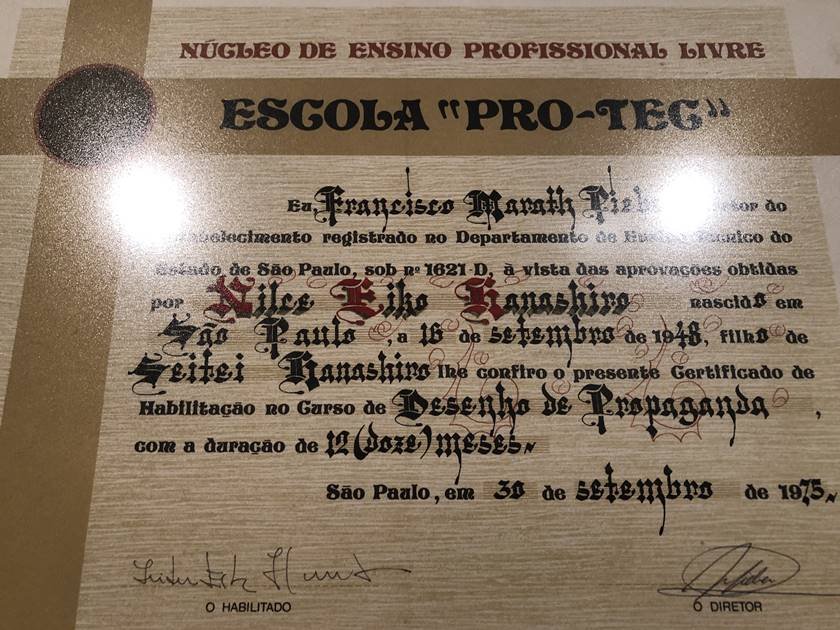 NÚCLEO DE ENSINO PROFISSIONAL LIVRE
ESCOLA "PRO-TEC"
Eu, Francisco Marath do
registrado no Departamento de
Estado de São Paulo, sob nº 1621-D, à vista das aprovações obtidas
por Nilce Eiko Kanashiro nascida em
São Paulo, a 16 de setembro de 1948, filha de
Seitei Kanashiro lhe confiro o presente Certificado de
Habilitação no Curso de Desenho de Propaganda,
com a duração de 12 (doze) meses.
São Paulo, em 30 de setembro de 1975.
O HABILITADO
O DIRETOR